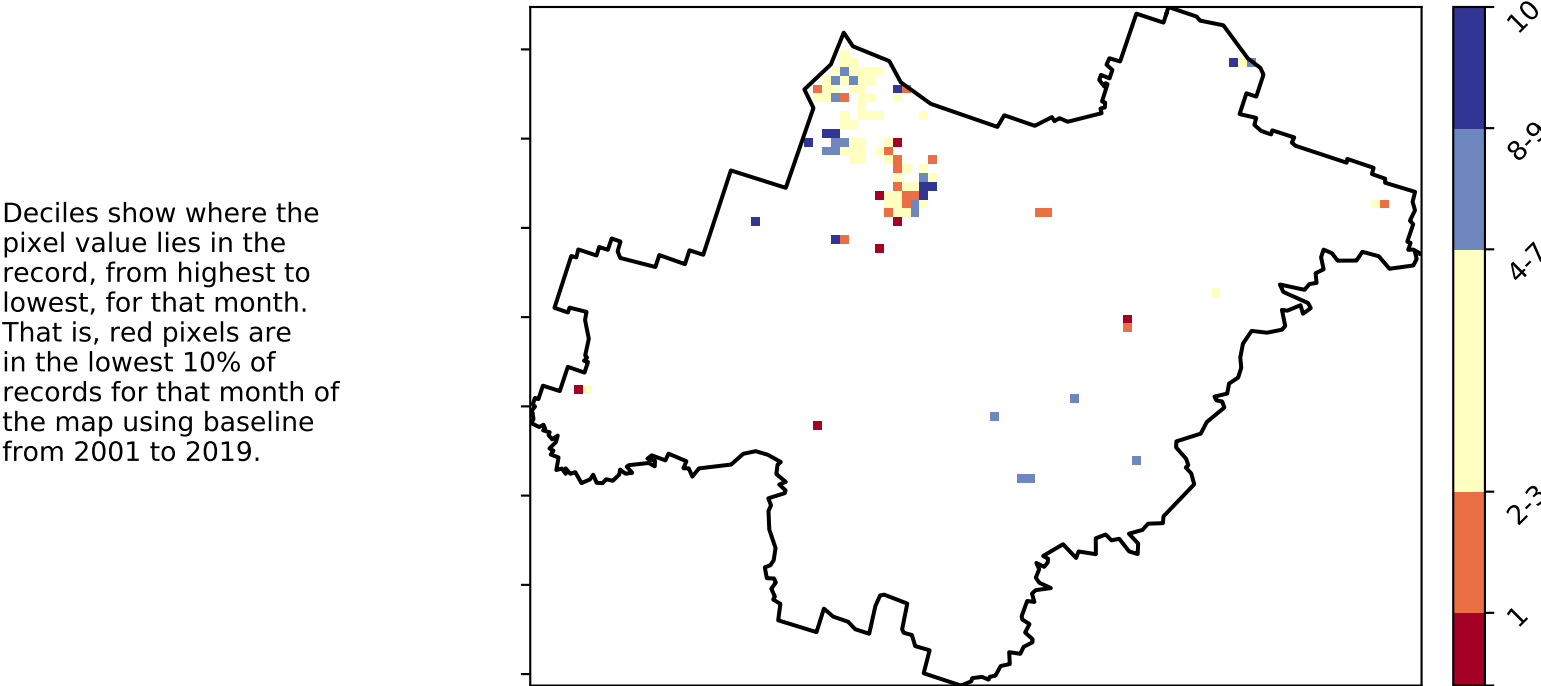 Deciles show where the
pixel value lies in the
record, from highest to
lowest, for that month.
That is, red pixels are
in the lowest 10% of
records for that month of
the map using baseline
from 2001 to 2019.
10
8-9
4-7
2-3
1